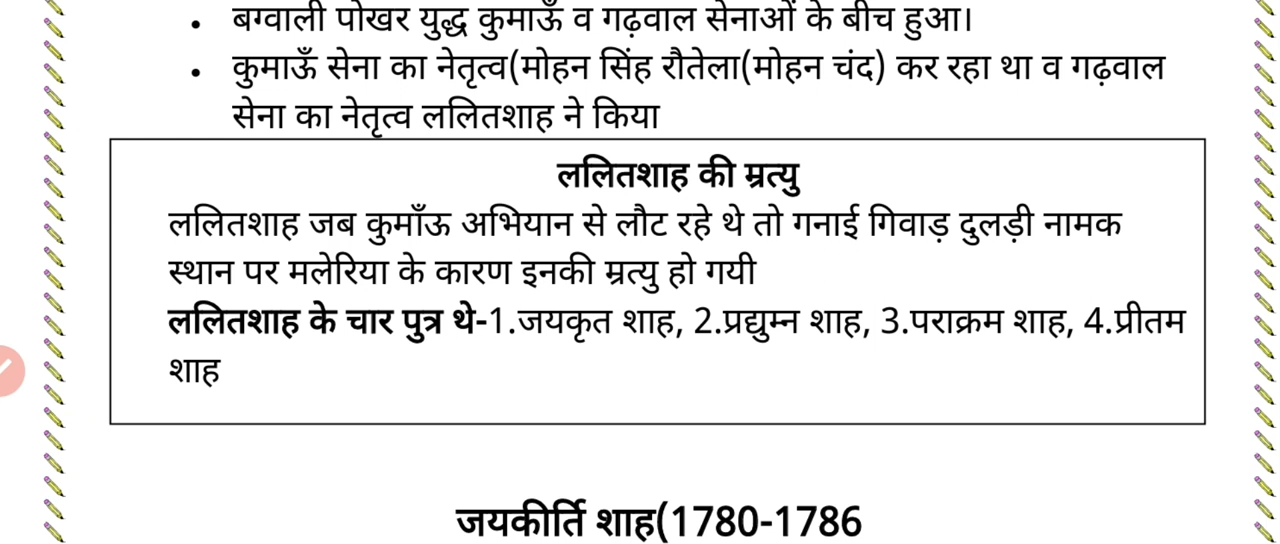 • बग्वाली पोखर युद्ध कुमाऊँ व गढ़वाल सेनाओं के बीच हुआ।
• कुमाऊँ सेना का नेतृत्व(मोहन सिंह रौतेला(मोहन चंद) कर रहा था व गढ़वाल
सेना का नेतृत्व ललितशाह ने किया
ललितशाह की म्रत्यु
ललितशाह जब कुमाँऊ अभियान से लौट रहे थे तो गनाई गिवाड़ दुलड़ी नामक
स्थान पर मलेरिया के कारण इनकी म्रत्यु हो गयी
ललितशाह के चार पुत्र थे-1.जयकृत शाह, 2.प्रद्युम्न शाह, 3.पराक्रम शाह, 4.प्रीतम
शाह
जयकीर्ति शाह(1780-1786